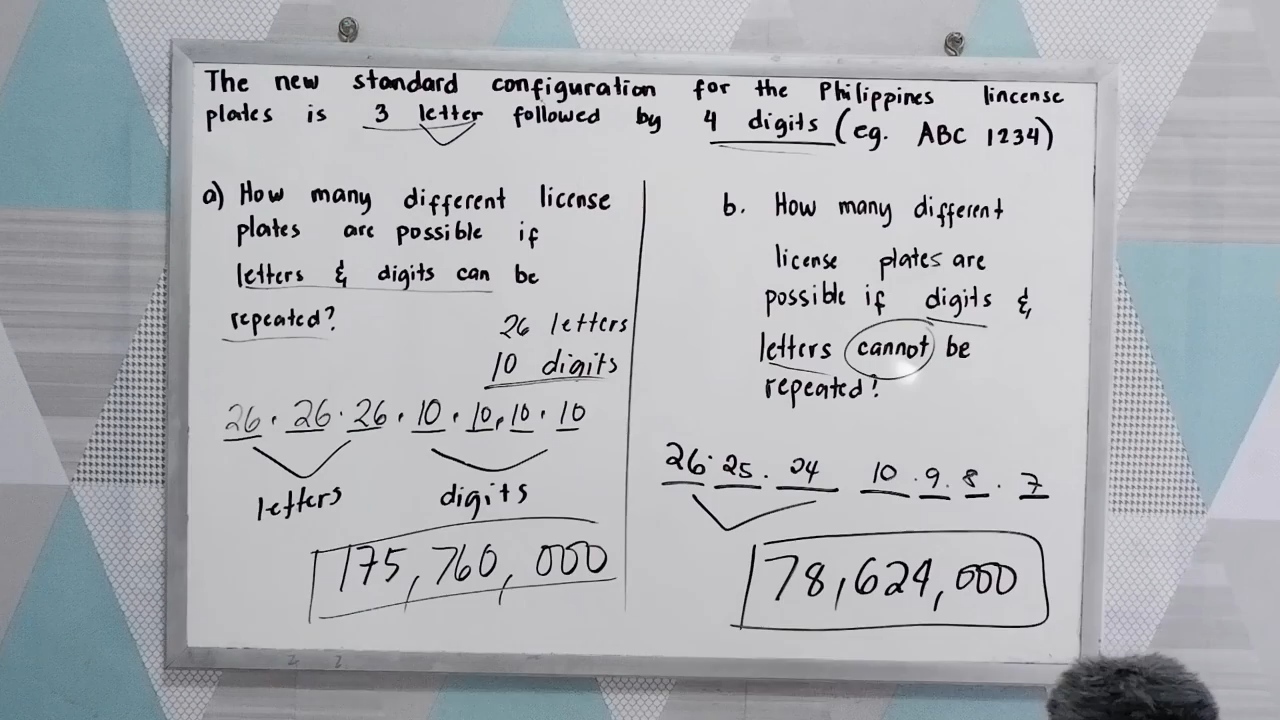 The new standard configuration for the Philippines lincense
plates is 3 letter followed by 4 digits (eg. ABC 1234)
a) How many different license
plates are possible if
letters & digits can be
repeated?
26 letters
10 digits
26 · 26 · 26 · 10 · 10 · 10 · 10
letters digits
175,760,000
b. How many different
license plates are
possible if digits &
letters cannot be
repeated?
26 · 25 · 24 10 · 9 · 8 · 7
78,624,000